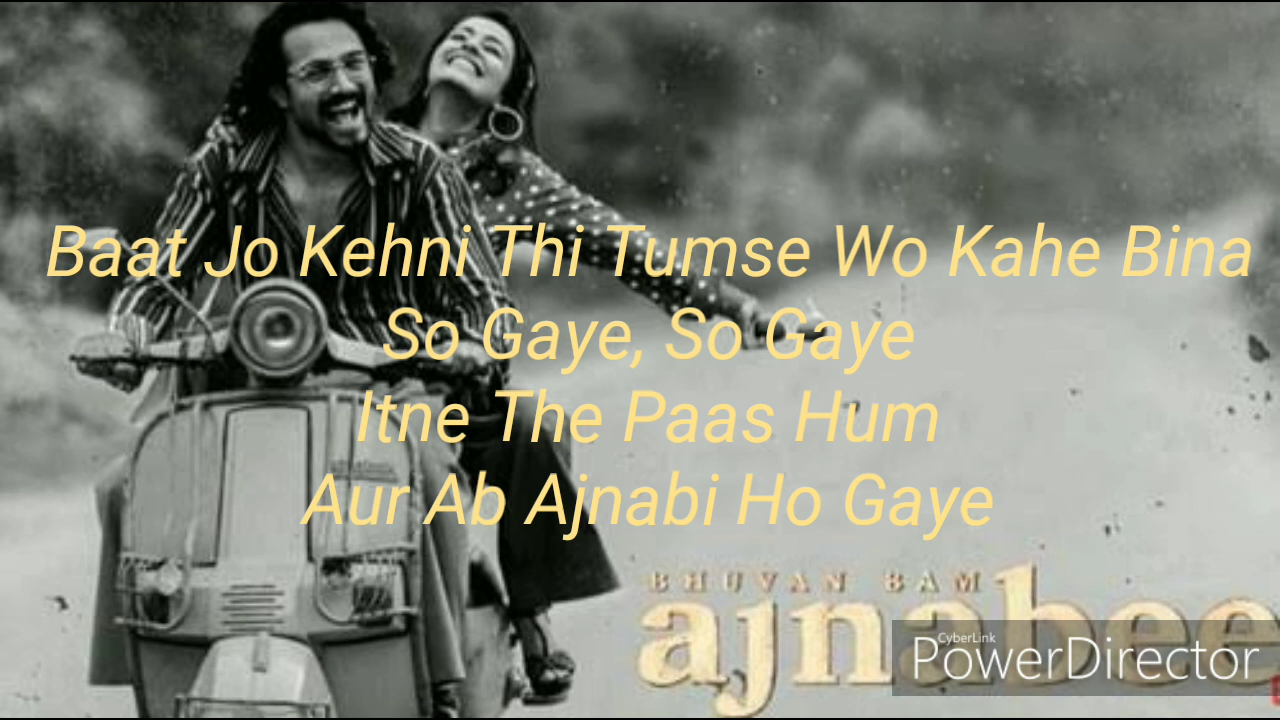 Baat Jo Kehni Thi Tumse Wo Kahe Bina
So Gaye, So Gaye
Itne The Paas Hum
Aur Ab Ajnabi Ho Gaye
BHUVAN BAM
ajnabee
CyberLink
PowerDirector